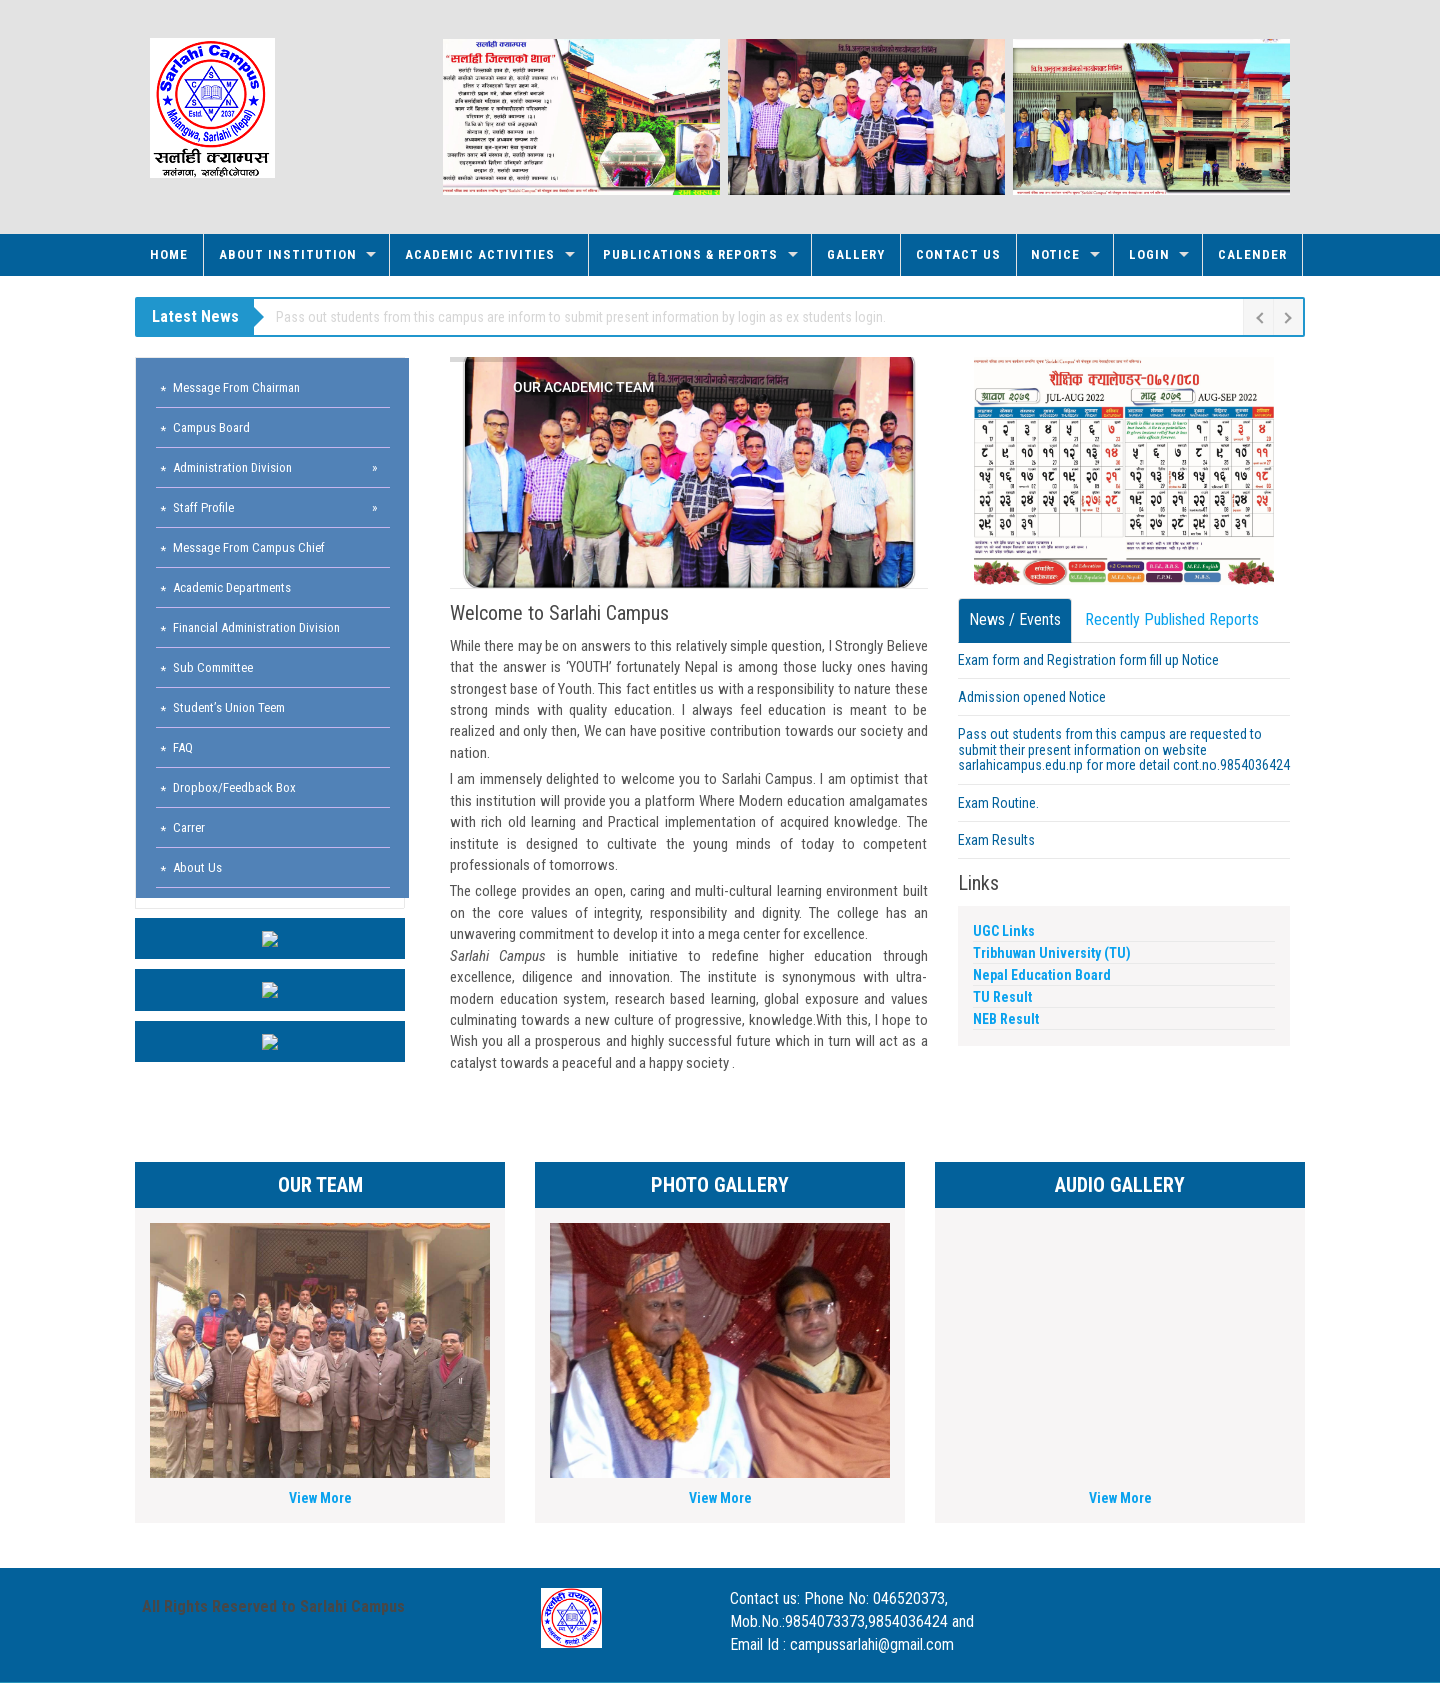 Sarlahi Campus
Malangwa, Sarlahi (Nepal)
Estd. 2037
सर्लाही क्याम्पस
मलंगवा, सर्लाही(नेपाल)
सर्लाही क्याम्पस
"सर्लाही जिल्लाको शान"
HOME
ABOUT INSTITUTION
ACADEMIC ACTIVITIES
PUBLICATIONS & REPORTS
GALLERY
CONTACT US
NOTICE
LOGIN
CALENDER
Latest News
Pass out students from this campus are inform to submit present information by login as ex students login.
* Message From Chairman
* Campus Board
* Administration Division »
* Staff Profile »
* Message From Campus Chief
* Academic Departments
* Financial Administration Division
* Sub Committee
* Student's Union Teem
* FAQ
* Dropbox/Feedback Box
* Carrer
* About Us
OUR ACADEMIC TEAM
Welcome to Sarlahi Campus
While there may be on answers to this relatively simple question, I Strongly Believe
that the answer is ‘YOUTH’ fortunately Nepal is among those lucky ones having
strongest base of Youth. This fact entitles us with a responsibility to nature these
strong minds with quality education. I always feel education is meant to be
realized and only then, We can have positive contribution towards our society and
nation.
I am immensely delighted to welcome you to Sarlahi Campus. I am optimist that
this institution will provide you a platform Where Modern education amalgamates
with rich old learning and Practical implementation of acquired knowledge. The
institute is designed to cultivate the young minds of today to competent
professionals of tomorrows.
The college provides an open, caring and multi-cultural learning environment built
on the core values of integrity, responsibility and dignity. The college has an
unwavering commitment to develop it into a mega center for excellence.
Sarlahi Campus is humble initiative to redefine higher education through
excellence, diligence and innovation. The institute is synonymous with ultra-
modern education system, research based learning, global exposure and values
culminating towards a new culture of progressive, knowledge.With this, I hope to
Wish you all a prosperous and highly successful future which in turn will act as a
catalyst towards a peaceful and a happy society .
शैक्षिक क्यालेण्डर-०७९/०८०
श्रावण २०७९ JUL-AUG 2022
भाद्र २०७९ AUG-SEP 2022
News / Events
Recently Published Reports
Exam form and Registration form fill up Notice
Admission opened Notice
Pass out students from this campus are requested to
submit their present information on website
sarlahicampus.edu.np for more detail cont.no.9854036424
Exam Routine.
Exam Results
Links
UGC Links
Tribhuwan University (TU)
Nepal Education Board
TU Result
NEB Result
OUR TEAM
PHOTO GALLERY
AUDIO GALLERY
View More
View More
View More
All Rights Reserved to Sarlahi Campus
Contact us: Phone No: 046520373,
Mob.No.:9854073373,9854036424 and
Email Id : campussarlahi@gmail.com